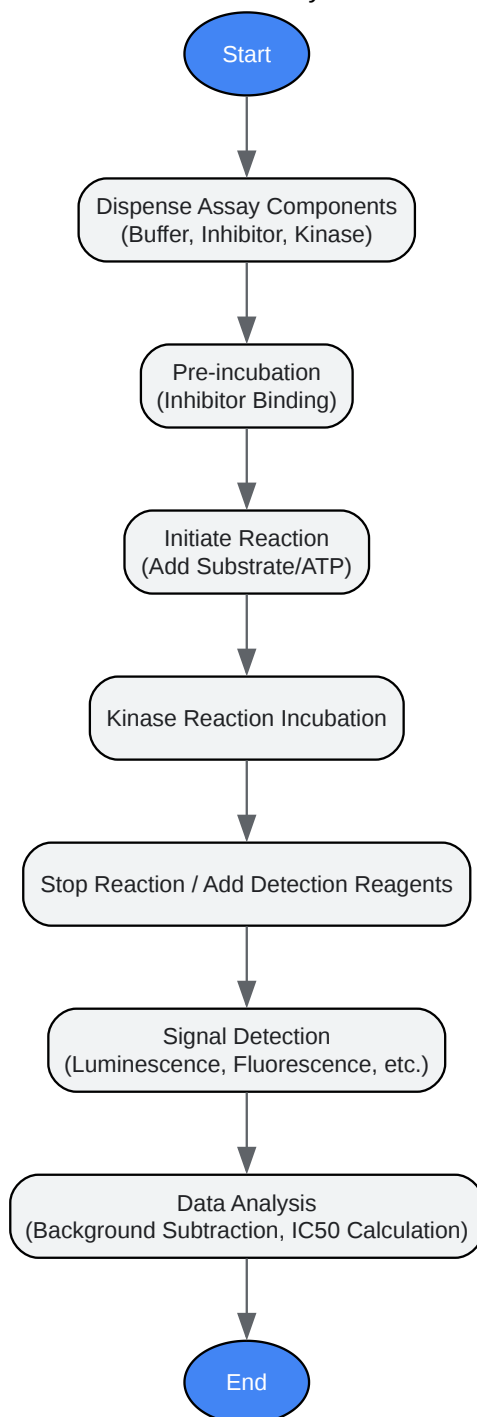 Start
Dispense Assay Components
(Buffer, Inhibitor, Kinase)
Pre-incubation
(Inhibitor Binding)
Initiate Reaction
(Add Substrate/ATP)
Kinase Reaction Incubation
Stop Reaction / Add Detection Reagents
Signal Detection
(Luminescence, Fluorescence, etc.)
Data Analysis
(Background Subtraction, IC50 Calculation)
End